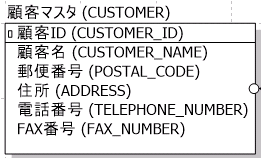 顧客マスタ (CUSTOMER)
顧客ID (CUSTOMER_ID)
顧客名 (CUSTOMER_NAME)
郵便番号 (POSTAL_CODE)
住所 (ADDRESS)
電話番号 (TELEPHONE_NUMBER)
FAX番号 (FAX_NUMBER)